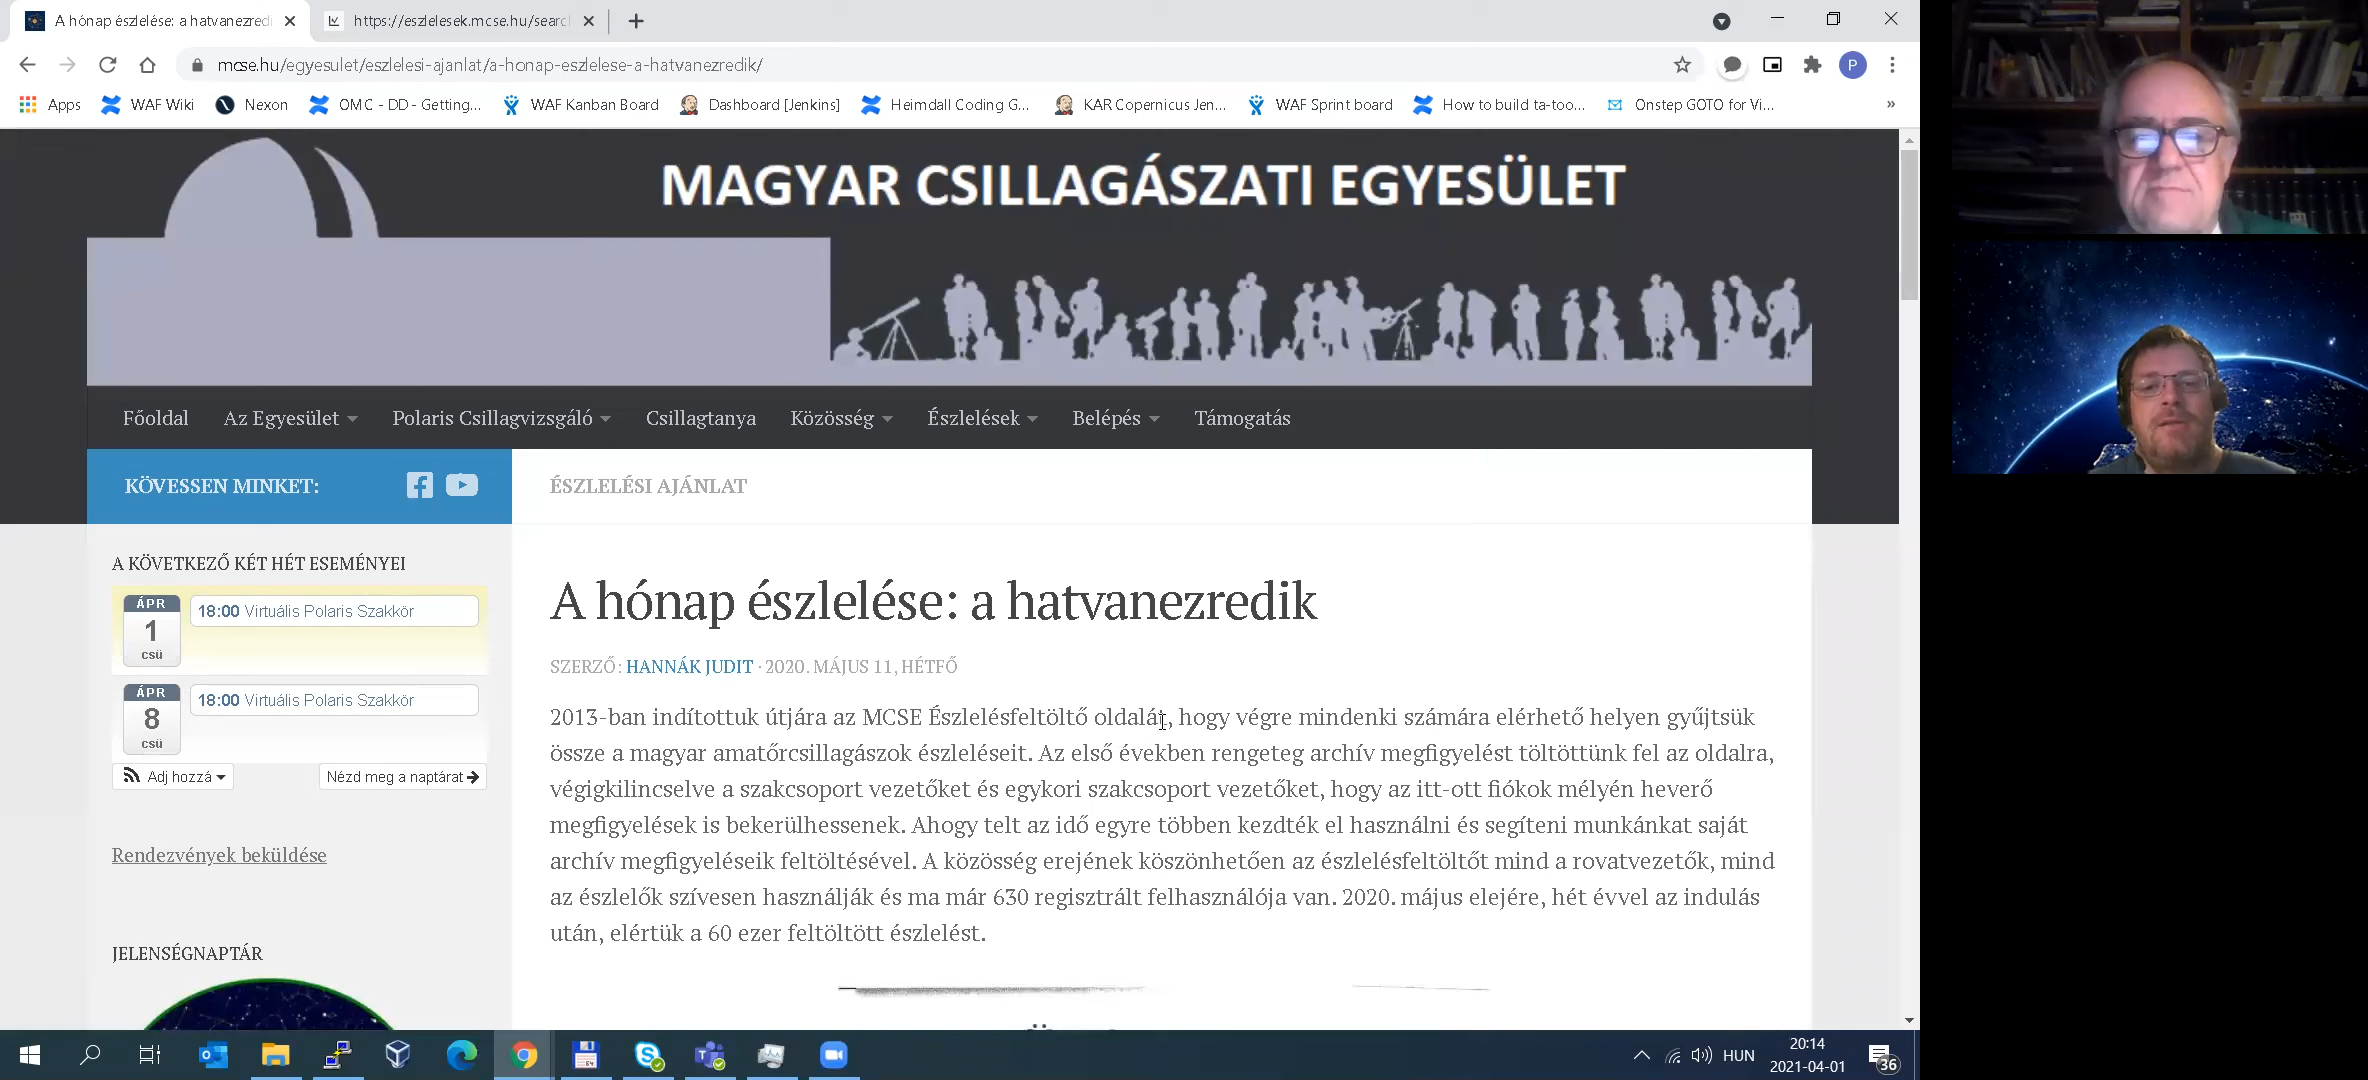 A hónap észlelése: a hatvanezredi
https://eszlelesek.mcse.hu/searc
mcse.hu/egyesulet/eszlelesi-ajanlat/a-honap-eszlelese-a-hatvanezredik/
P
Apps WAF Wiki Nexon OMC - DD - Getting... WAF Kanban Board Dashboard [Jenkins] Heimdall Coding G... KAR Copernicus Jen... WAF Sprint board How to build ta-too... Onstep GOTO for Vi... »
MAGYAR CSILLAGÁSZATI EGYESÜLET
Főoldal Az Egyesület Polaris Csillagvizsgáló Csillagtanya Közösség Észlelések Belépés Támogatás
KÖVESSEN MINKET:
ÉSZLELÉSI AJÁNLAT
A KÖVETKEZŐ KÉT HÉT ESEMÉNYEI
ÁPR
1
csü
18:00 Virtuális Polaris Szakkör
ÁPR
8
csü
18:00 Virtuális Polaris Szakkör
Adj hozzá
Nézd meg a naptárat
Rendezvények beküldése
JELENSÉGNAPTÁR
A hónap észlelése: a hatvanezredik
SZERZŐ: HANNÁK JUDIT · 2020. MÁJUS 11, HÉTFŐ
2013-ban indítottuk útjára az MCSE Észlelésfeltöltő oldalát, hogy végre mindenki számára elérhető helyen gyűjtsük
össze a magyar amatőrcsillagászok észleléseit. Az első években rengeteg archív megfigyelést töltöttünk fel az oldalra,
végigkilincselve a szakcsoport vezetőket és egykori szakcsoport vezetőket, hogy az itt-ott fiókok mélyén heverő
megfigyelések is bekerülhessenek. Ahogy telt az idő egyre többen kezdték el használni és segíteni munkánkat saját
archív megfigyeléseik feltöltésével. A közösség erejének köszönhetően az észlelésfeltöltőt mind a rovatvezetők, mind
az észlelők szívesen használják és ma már 630 regisztrált felhasználója van. 2020. május elejére, hét évvel az indulás
után, elértük a 60 ezer feltöltött észlelést.
64
HUN
20:14
2021-04-01
36